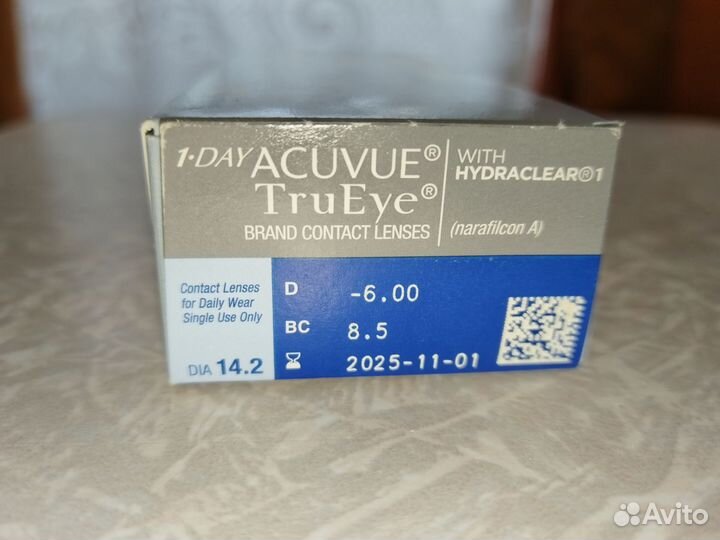 1·DAY ACUVUE®
TruEye®
BRAND CONTACT LENSES
WITH
HYDRACLEAR®1
(narafilcon A)
Contact Lenses
for Daily Wear
Single Use Only
DIA 14.2
D -6.00
BC 8.5
2025-11-01
Avito